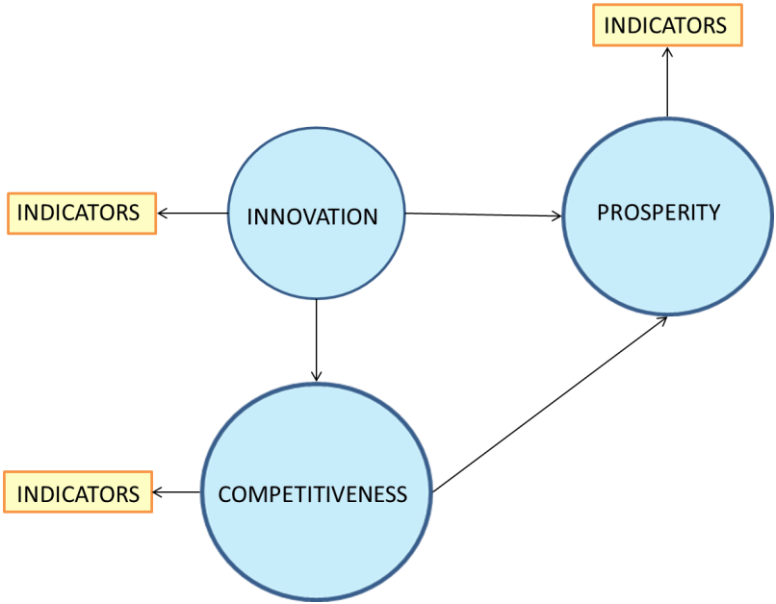 INDICATORS
INDICATORS
INNOVATION
PROSPERITY
INDICATORS
COMPETITIVENESS